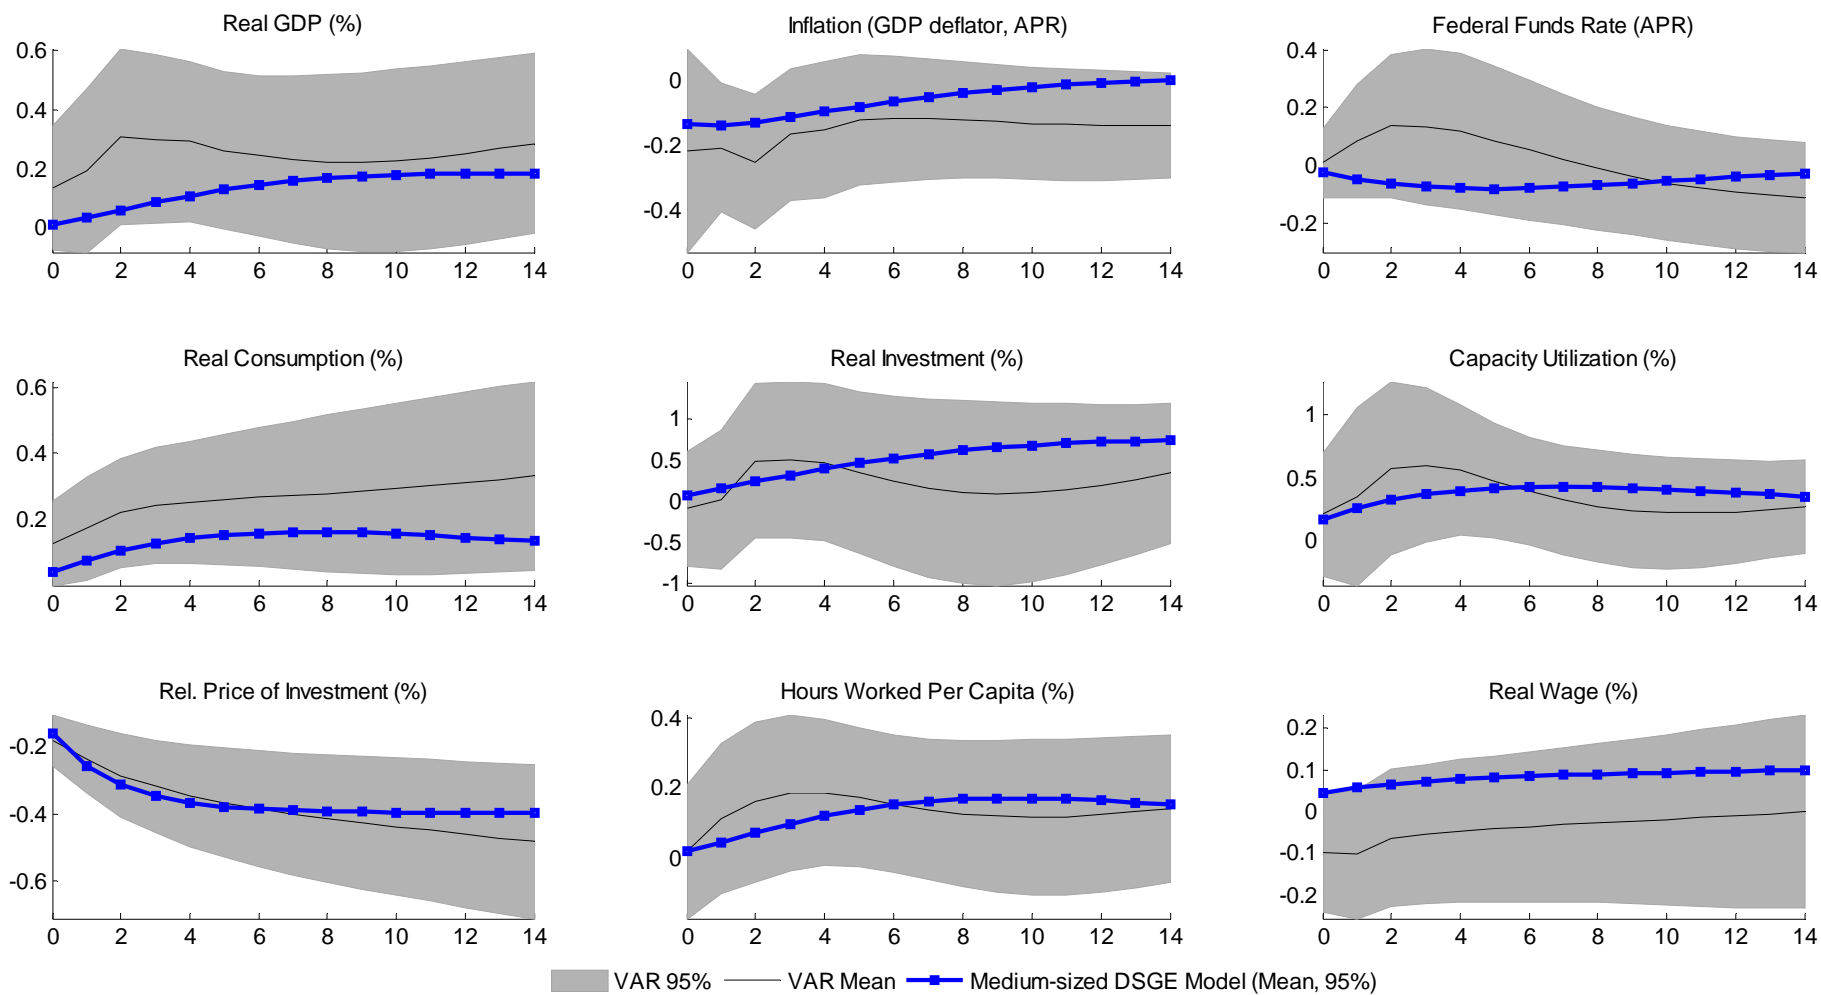 Real GDP (%)
Inflation (GDP deflator, APR)
Federal Funds Rate (APR)
0.6
0.4
0.2
0
0 2 4 6 8 10 12 14
0
-0.2
-0.4
0 2 4 6 8 10 12 14
0.4
0.2
0
-0.2
0 2 4 6 8 10 12 14
Real Consumption (%)
Real Investment (%)
Capacity Utilization (%)
0.6
0.4
0.2
0 2 4 6 8 10 12 14
1
0.5
0
-0.5
-1
0 2 4 6 8 10 12 14
1
0.5
0
0 2 4 6 8 10 12 14
Rel. Price of Investment (%)
Hours Worked Per Capita (%)
Real Wage (%)
-0.2
-0.4
-0.6
0 2 4 6 8 10 12 14
0.4
0.2
0
0 2 4 6 8 10 12 14
0.2
0.1
0
-0.1
-0.2
0 2 4 6 8 10 12 14
VAR 95% VAR Mean Medium-sized DSGE Model (Mean, 95%)